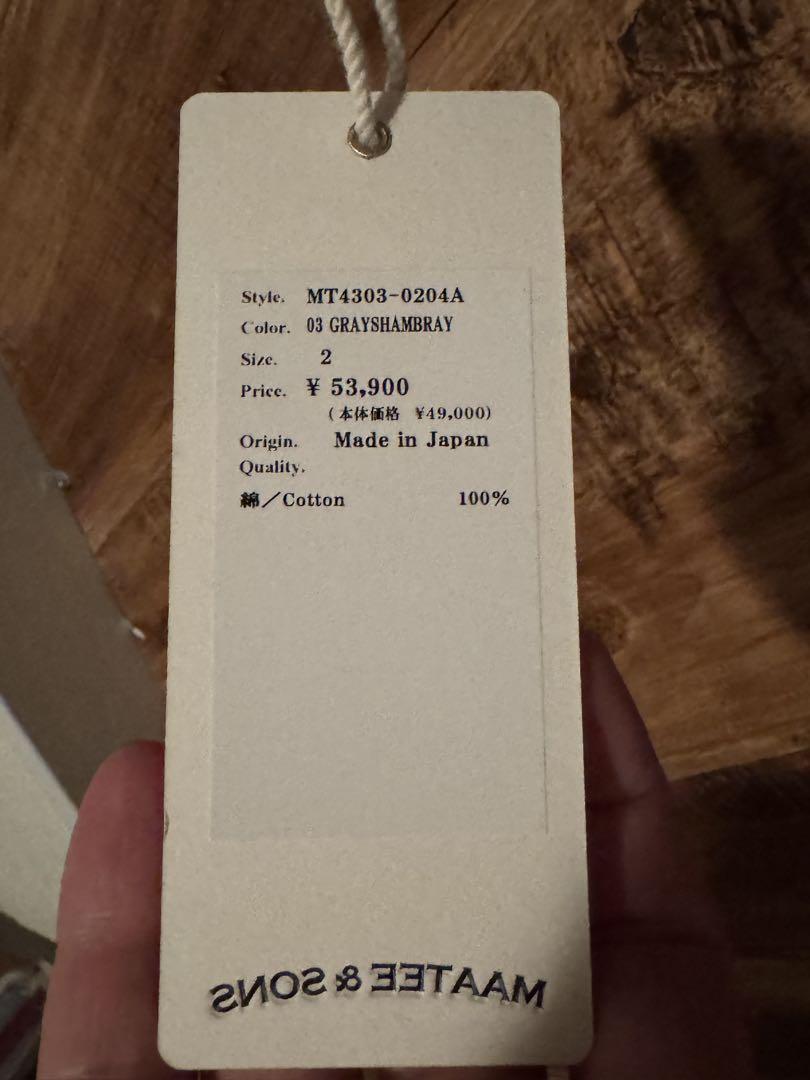 Style. MT4303-0204A
Color. 03 GRAYSHAMBRAY
Size. 2
Price. ¥ 53,900
(本体価格 ¥49,000)
Origin. Made in Japan
Quality.
綿/Cotton 100%
MAATEE & SONS